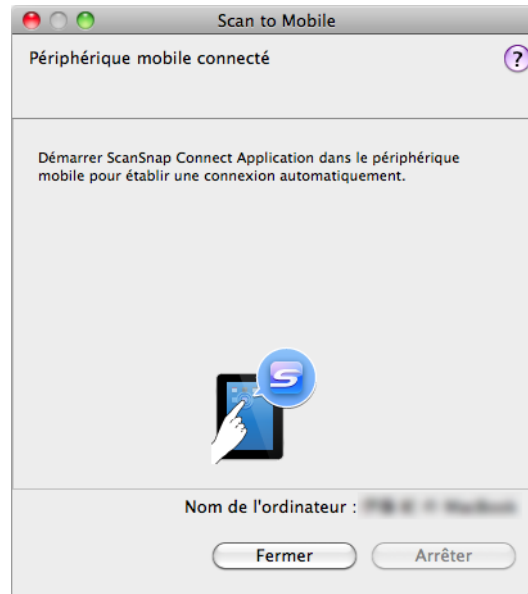 Scan to Mobile
Périphérique mobile connecté
?
Démarrer ScanSnap Connect Application dans le périphérique
mobile pour établir une connexion automatiquement.
S
Nom de l'ordinateur :
Fermer
Arrêter